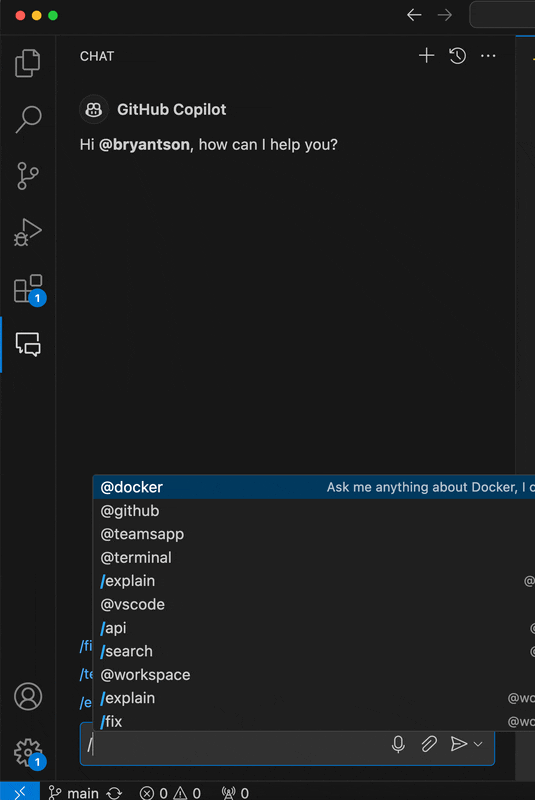 CHAT
GitHub Copilot
Hi @bryantson, how can I help you?
1
@docker Ask me anything about Docker, I
@github
@teamsapp
@terminal
/explain @
@vscode
/api @
/search @
@workspace
/explain @wo
/fix @wo
/fi
/te
/e
/
1
main 0 0 0